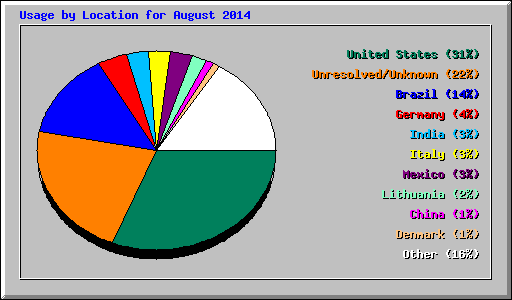 Usage by Location for August 2014
United States (31%)
Unresolved/Unknown (22%)
Brazil (14%)
Germany (4%)
India (3%)
Italy (3%)
Mexico (3%)
Lithuania (2%)
China (1%)
Denmark (1%)
Other (16%)